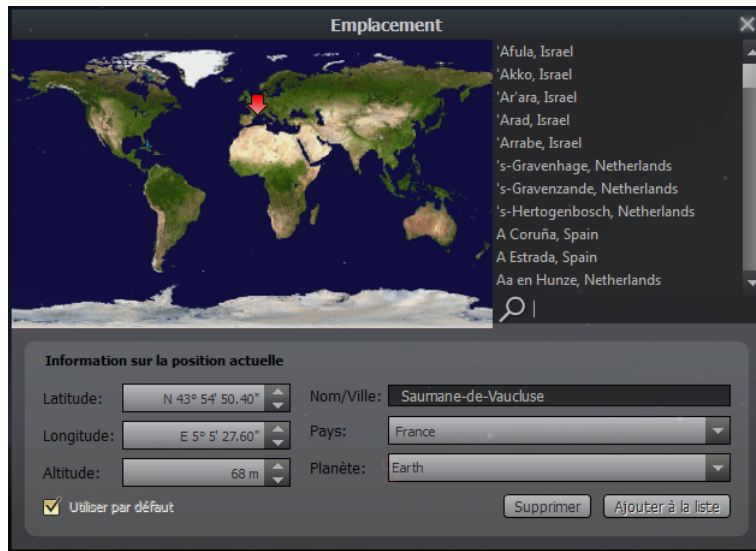 Emplacement
'Afula, Israel
'Akko, Israel
'Ar'ara, Israel
'Arad, Israel
'Arrabe, Israel
's-Gravenhage, Netherlands
's-Gravenzande, Netherlands
's-Hertogenbosch, Netherlands
A Coruña, Spain
A Estrada, Spain
Aa en Hunze, Netherlands
Information sur la position actuelle
Latitude: N 43° 54' 50.40" Nom/Ville: Saumane-de-Vaucluse
Longitude: E 5° 5' 27.60" Pays: France
Altitude: 68 m Planète: Earth
Utiliser par défaut Supprimer Ajouter à la liste